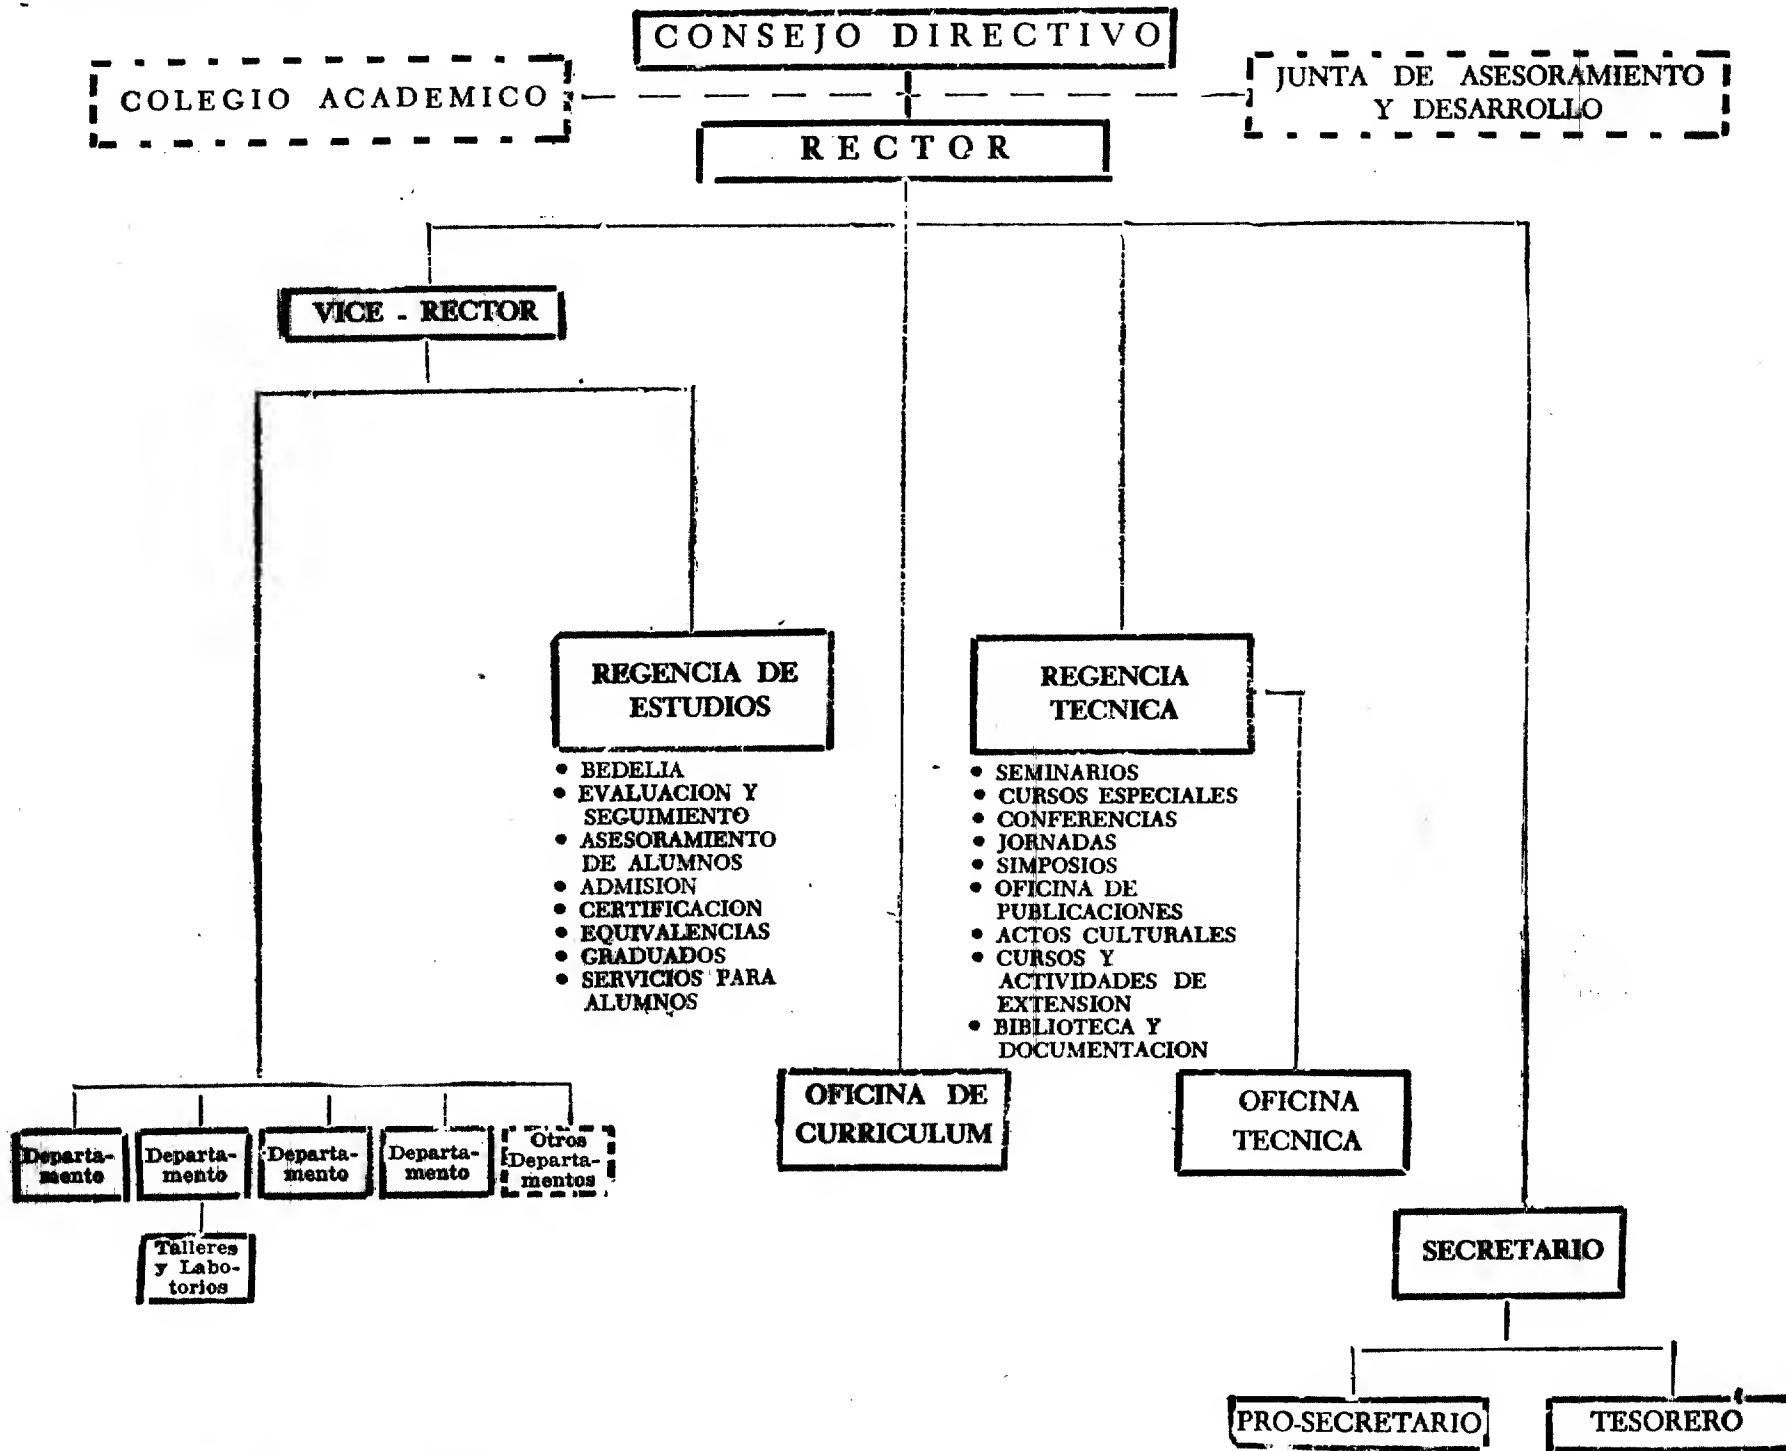 CONSEJO DIRECTIVO
COLEGIO ACADEMICO
JUNTA DE ASESORAMIENTO
Y DESARROLLO
RECTOR
VICE - RECTOR
REGENCIA DE
ESTUDIOS
• BEDELIA
• EVALUACION Y
SEGUIMIENTO
• ASESORAMIENTO
DE ALUMNOS
• ADMISION
• CERTIFICACION
• EQUIVALENCIAS
• GRADUADOS
• SERVICIOS PARA
ALUMNOS
REGENCIA
TECNICA
• SEMINARIOS
• CURSOS ESPECIALES
• CONFERENCIAS
• JORNADAS
• SIMPOSIOS
• OFICINA DE
PUBLICACIONES
• ACTOS CULTURALES
• CURSOS Y
ACTIVIDADES DE
EXTENSION
• BIBLIOTECA Y
DOCUMENTACION
OFICINA DE
CURRICULUM
OFICINA
TECNICA
Departa-
mento
Departa-
mento
Departa-
mento
Departa-
mento
Otros
Departa-
mentos
Talleres
y Labo-
torios
SECRETARIO
PRO-SECRETARIO
TESORERO